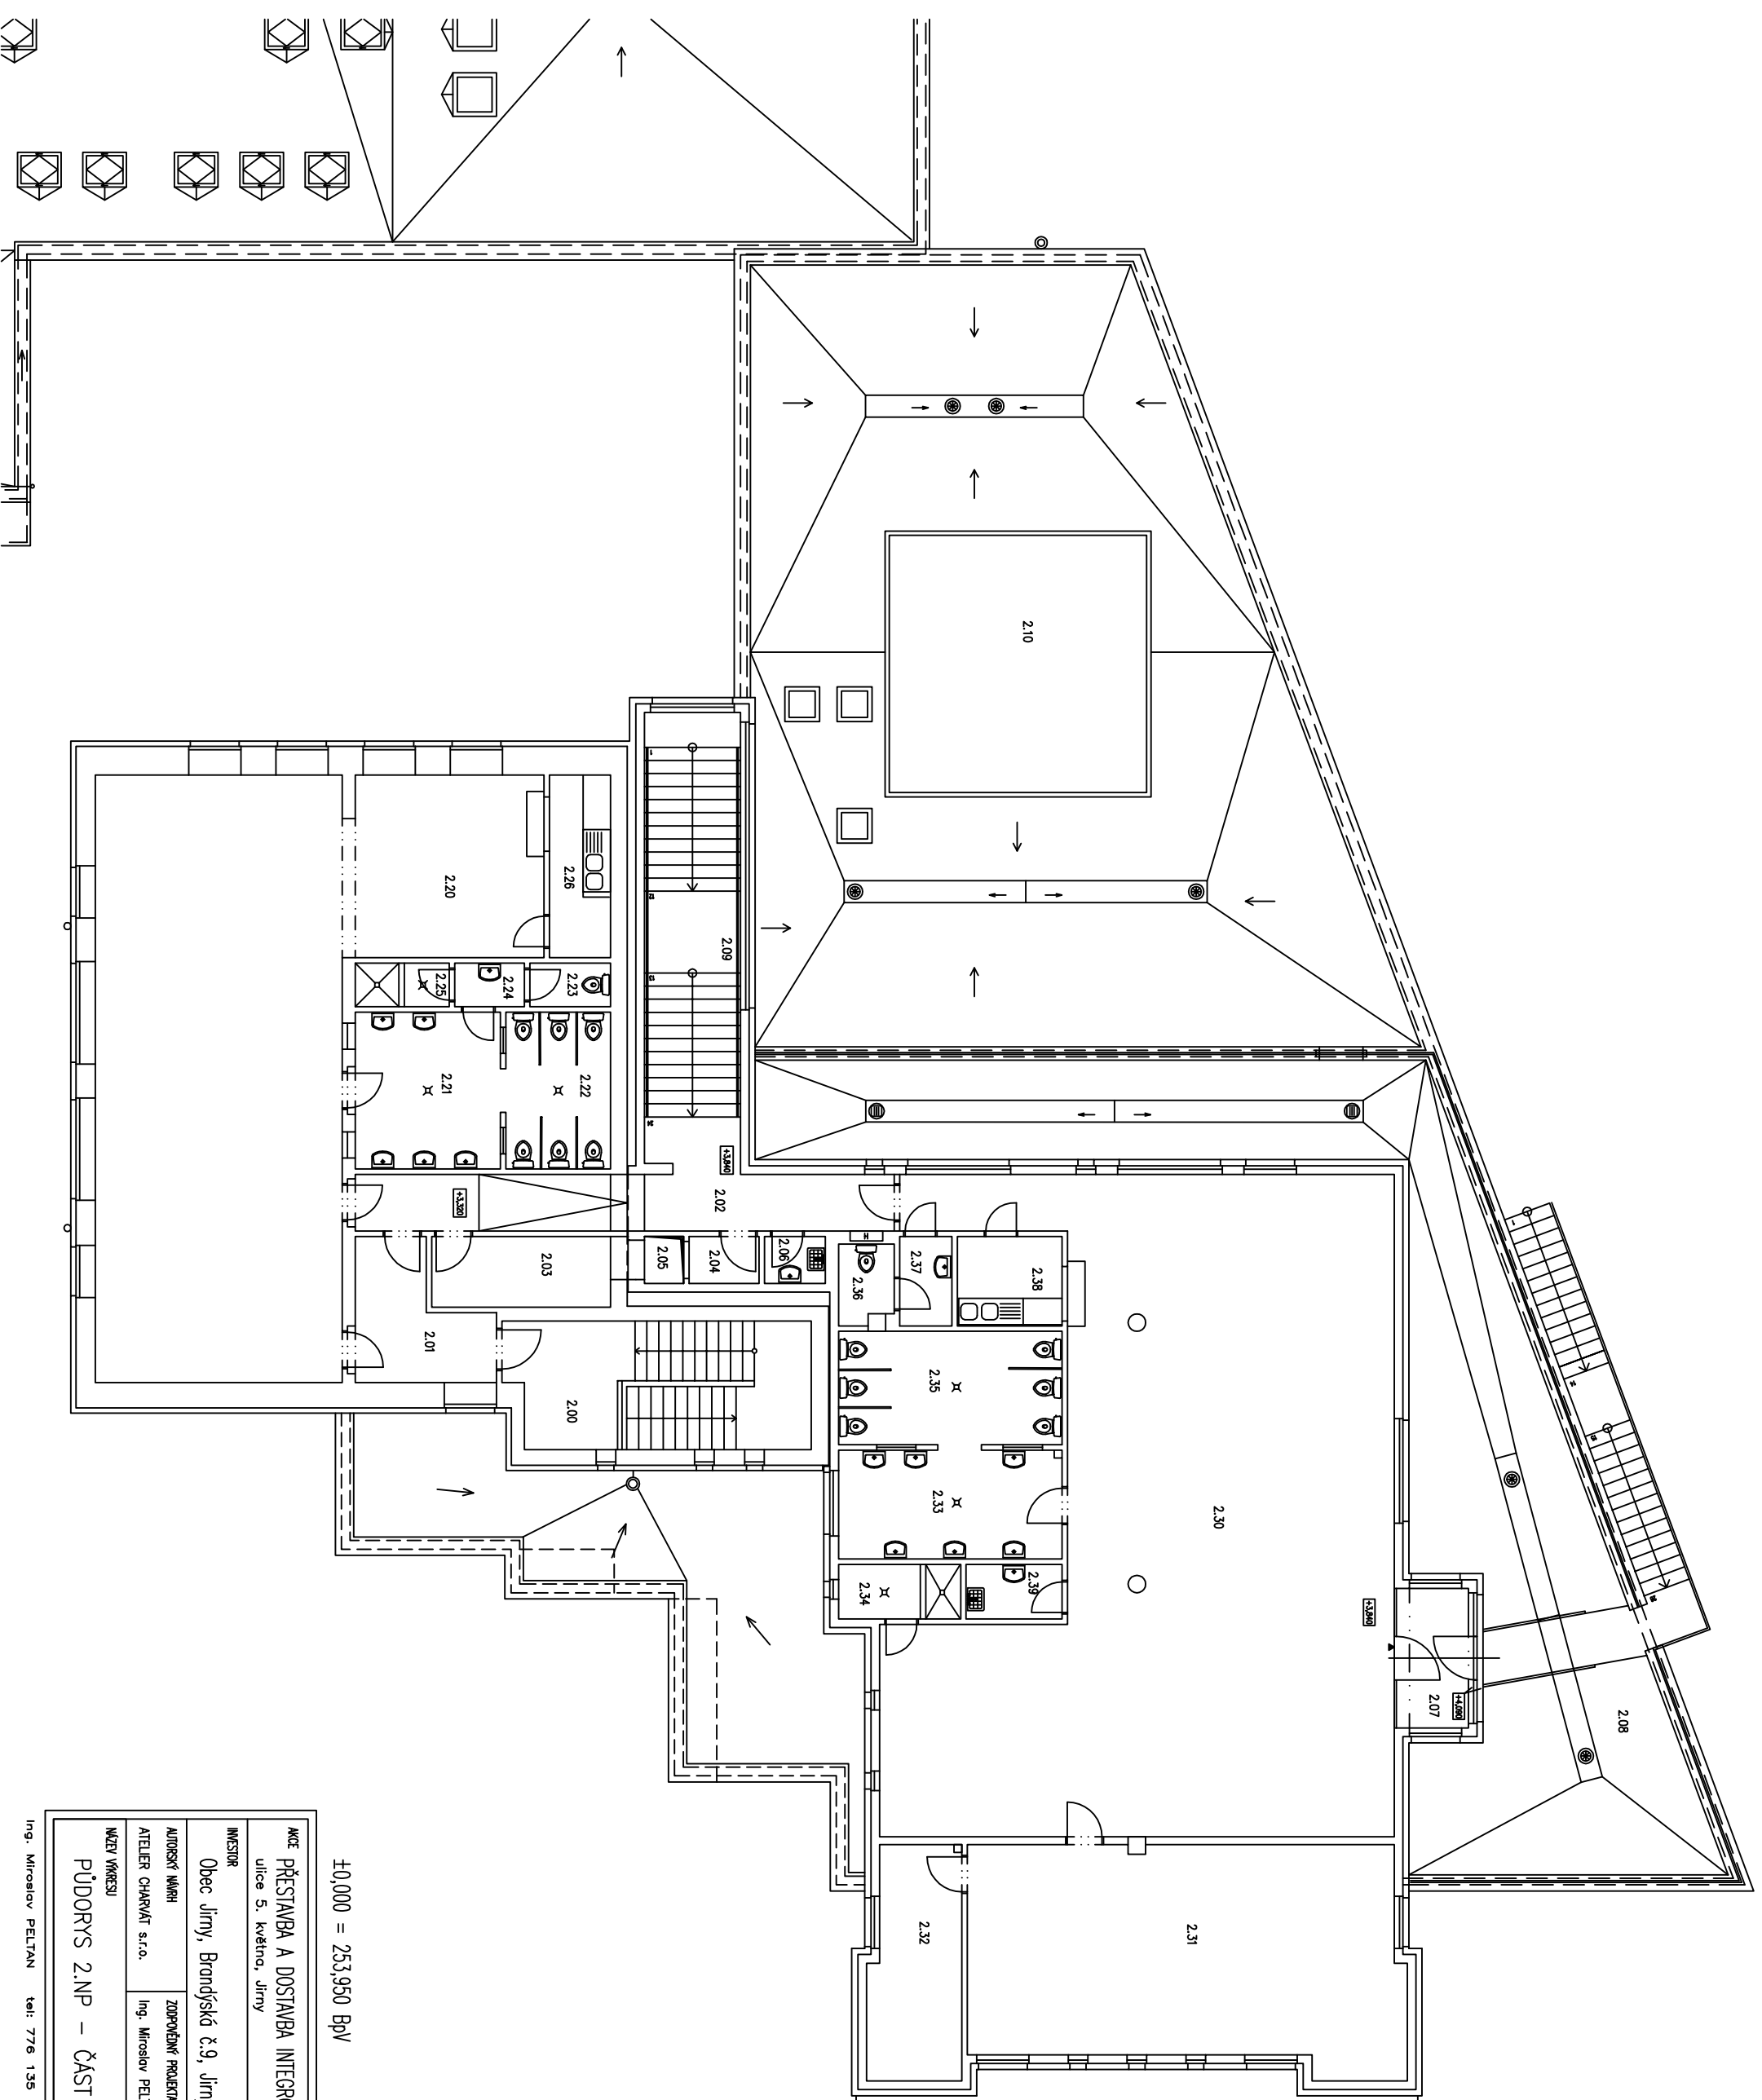 2.10
2.20
2.26
2.09
2.25
2.24
2.23
2.21
2.22
+3,840
2.02
+3,320
2.03
2.05
2.04
2.06
2.37
2.36
2.38
2.01
2.00
2.35
2.33
2.30
2.34
2.39
+3,840
2.07
+4,090
2.08
2.32
2.31
±0,000 = 253,950 BpV
AKCE
PŘESTAVBA A DOSTAVBA
ulice 5. května, Jirny
INVESTOR
Obec Jirny, Brandýská č.9,
AUTORSKÝ NÁVRH
ATELIER CHARVÁT s.r.o.
ZODPOVĚDNÝ
Ing. Miroslav
NÁZEV VÝKRESU
PŮDORYS 2.NP – ČÁST
Ing. Miroslav PELTAN tel: 776 135